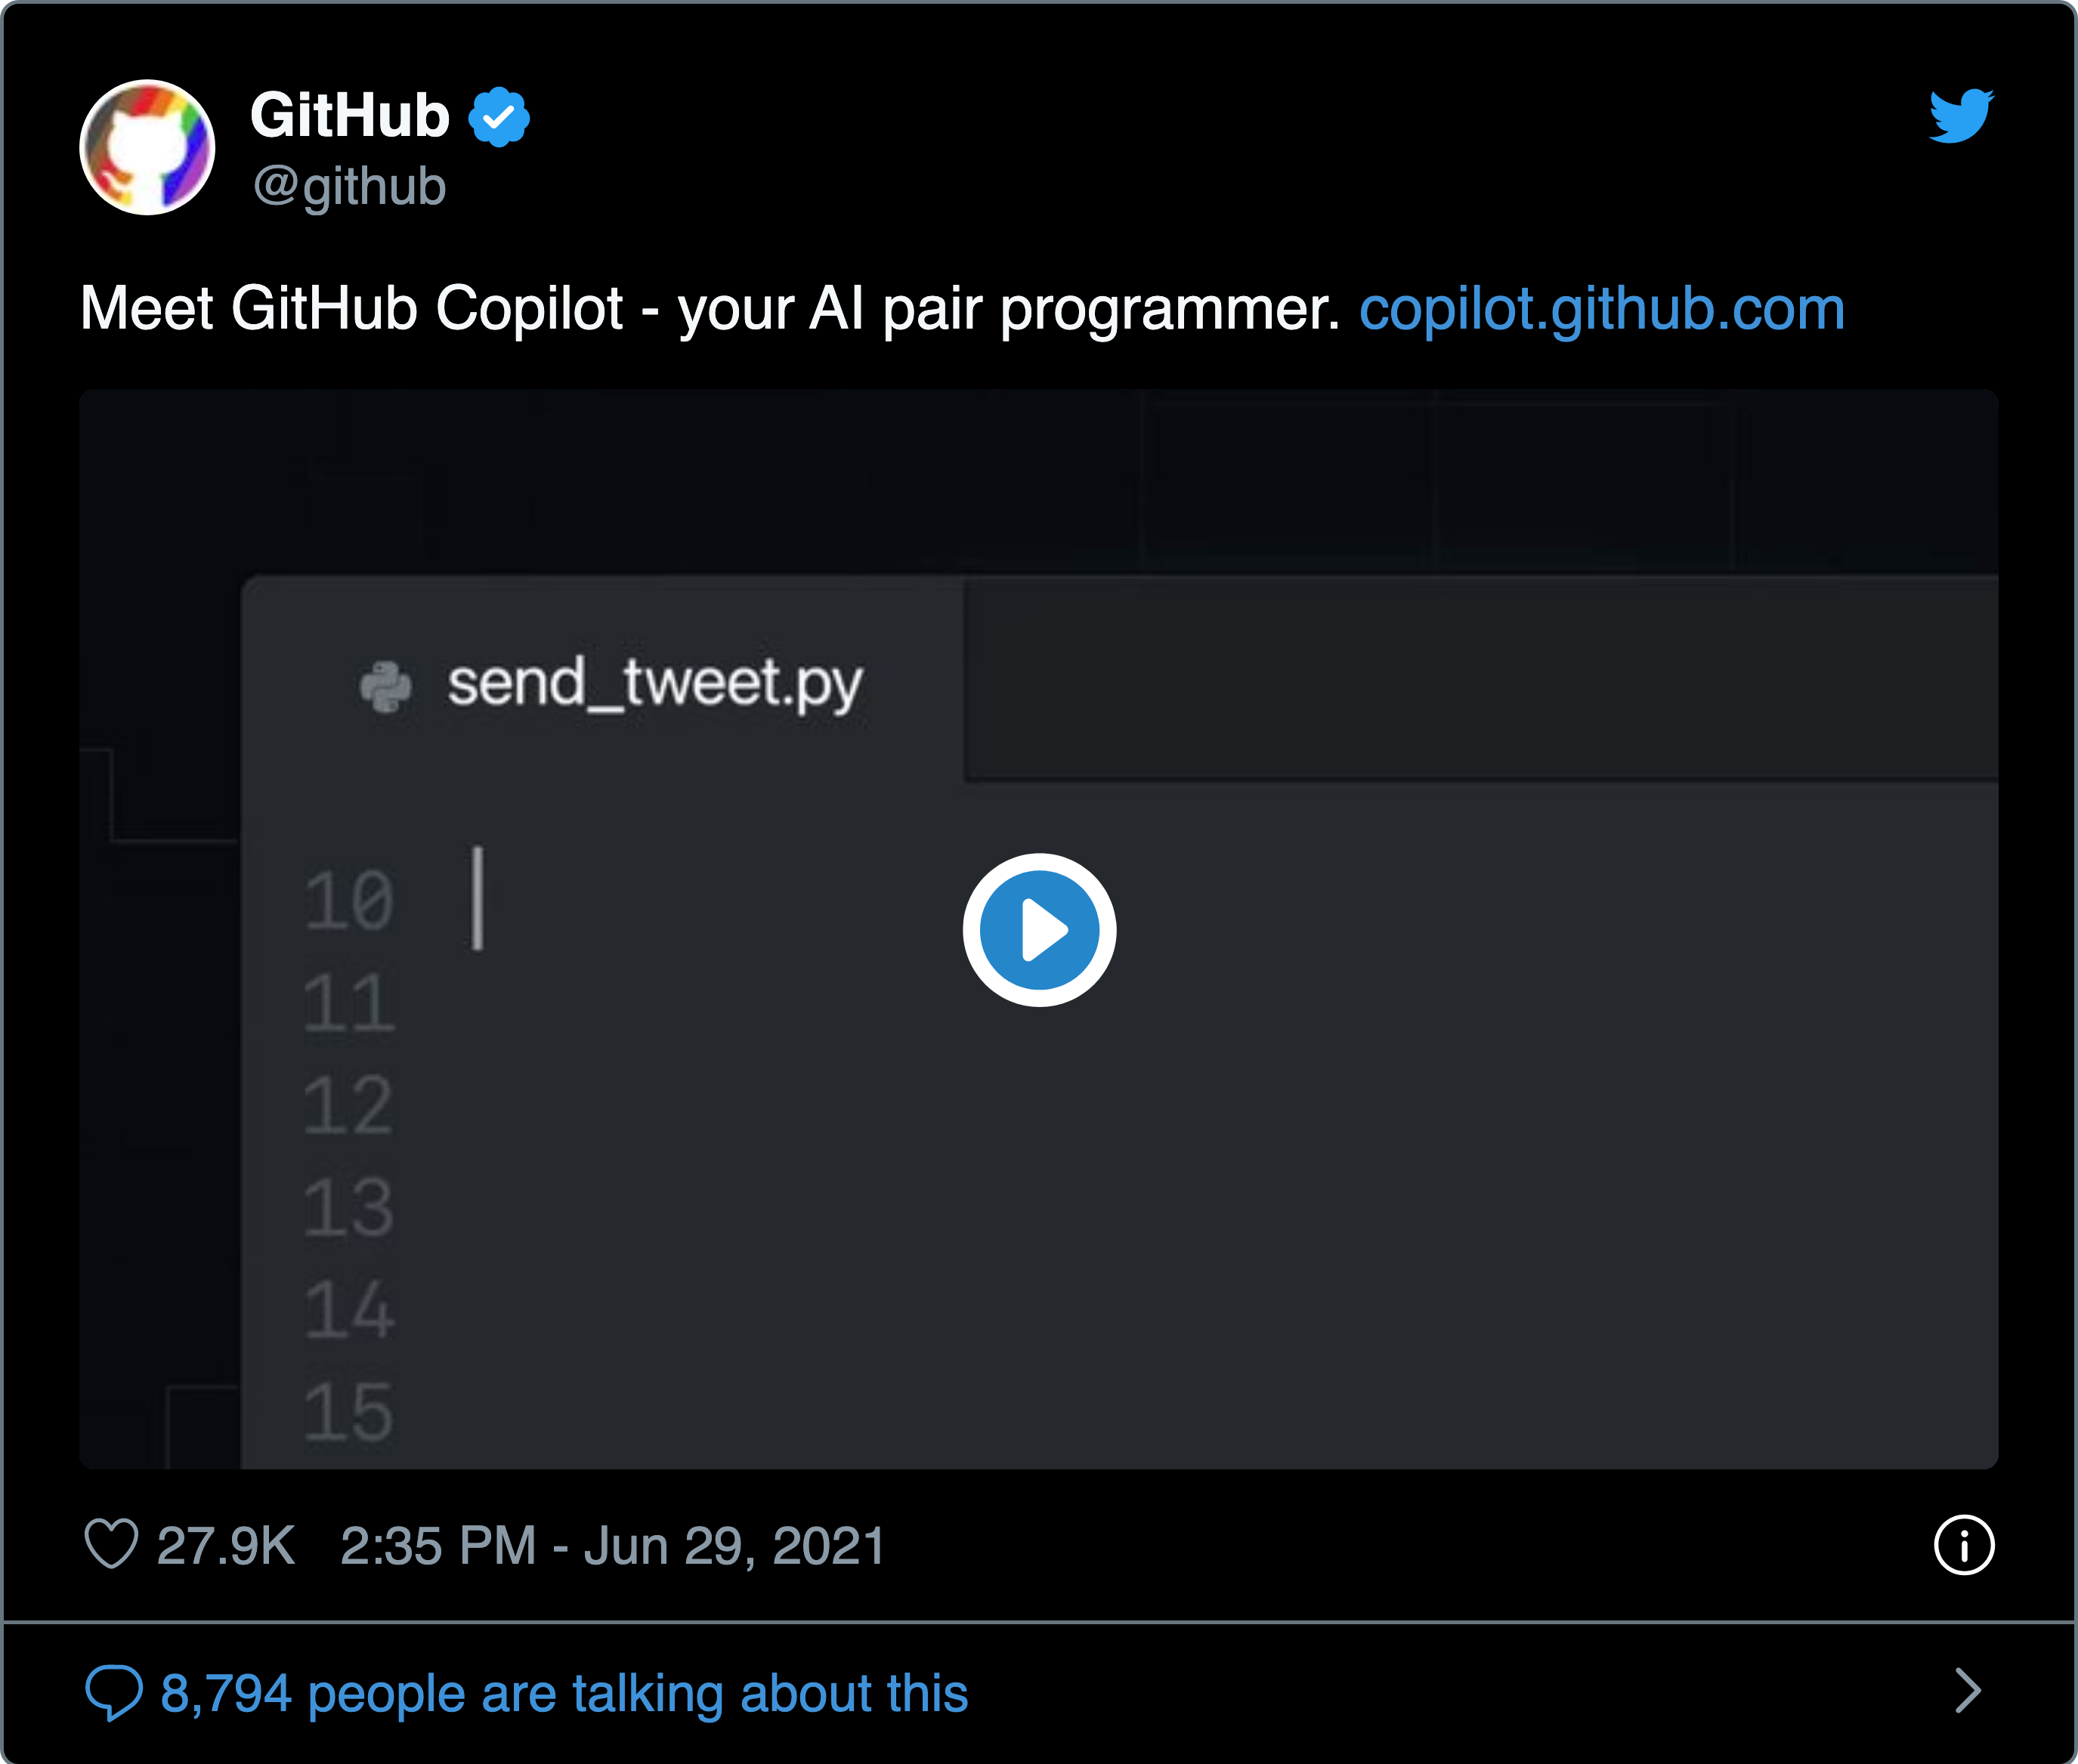 GitHub
@github
Meet GitHub Copilot - your AI pair programmer. copilot.github.com
send_tweet.py
10
11
12
13
14
15
27.9K 2:35 PM - Jun 29, 2021
8,794 people are talking about this